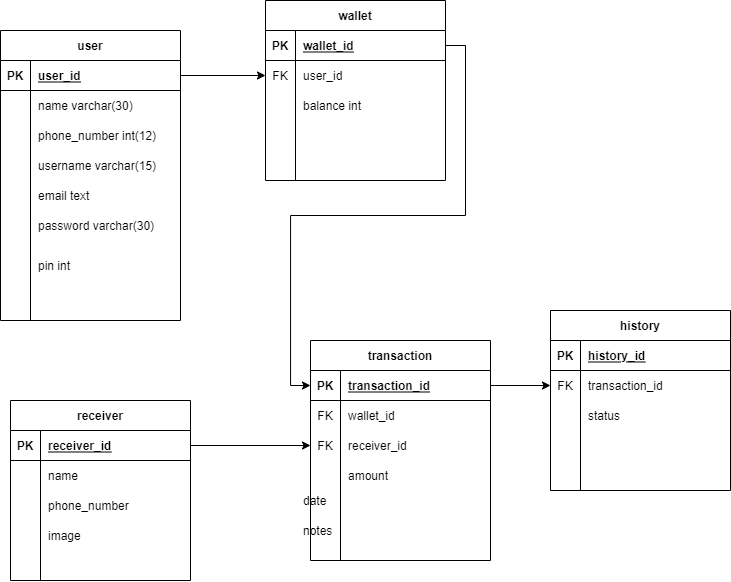 user
PK user_id
name varchar(30)
phone_number int(12)
username varchar(15)
email text
password varchar(30)
pin int
wallet
PK wallet_id
FK user_id
balance int
receiver
PK receiver_id
name
phone_number
image
transaction
PK transaction_id
FK wallet_id
FK receiver_id
amount
date
notes
history
PK history_id
FK transaction_id
status